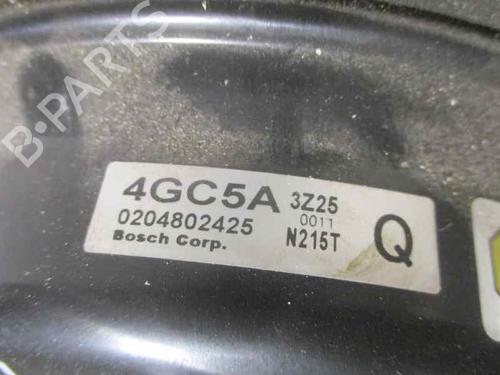 B-PARTS
4GC5A 3Z25
0204802425 0011
Bosch Corp. N215T Q